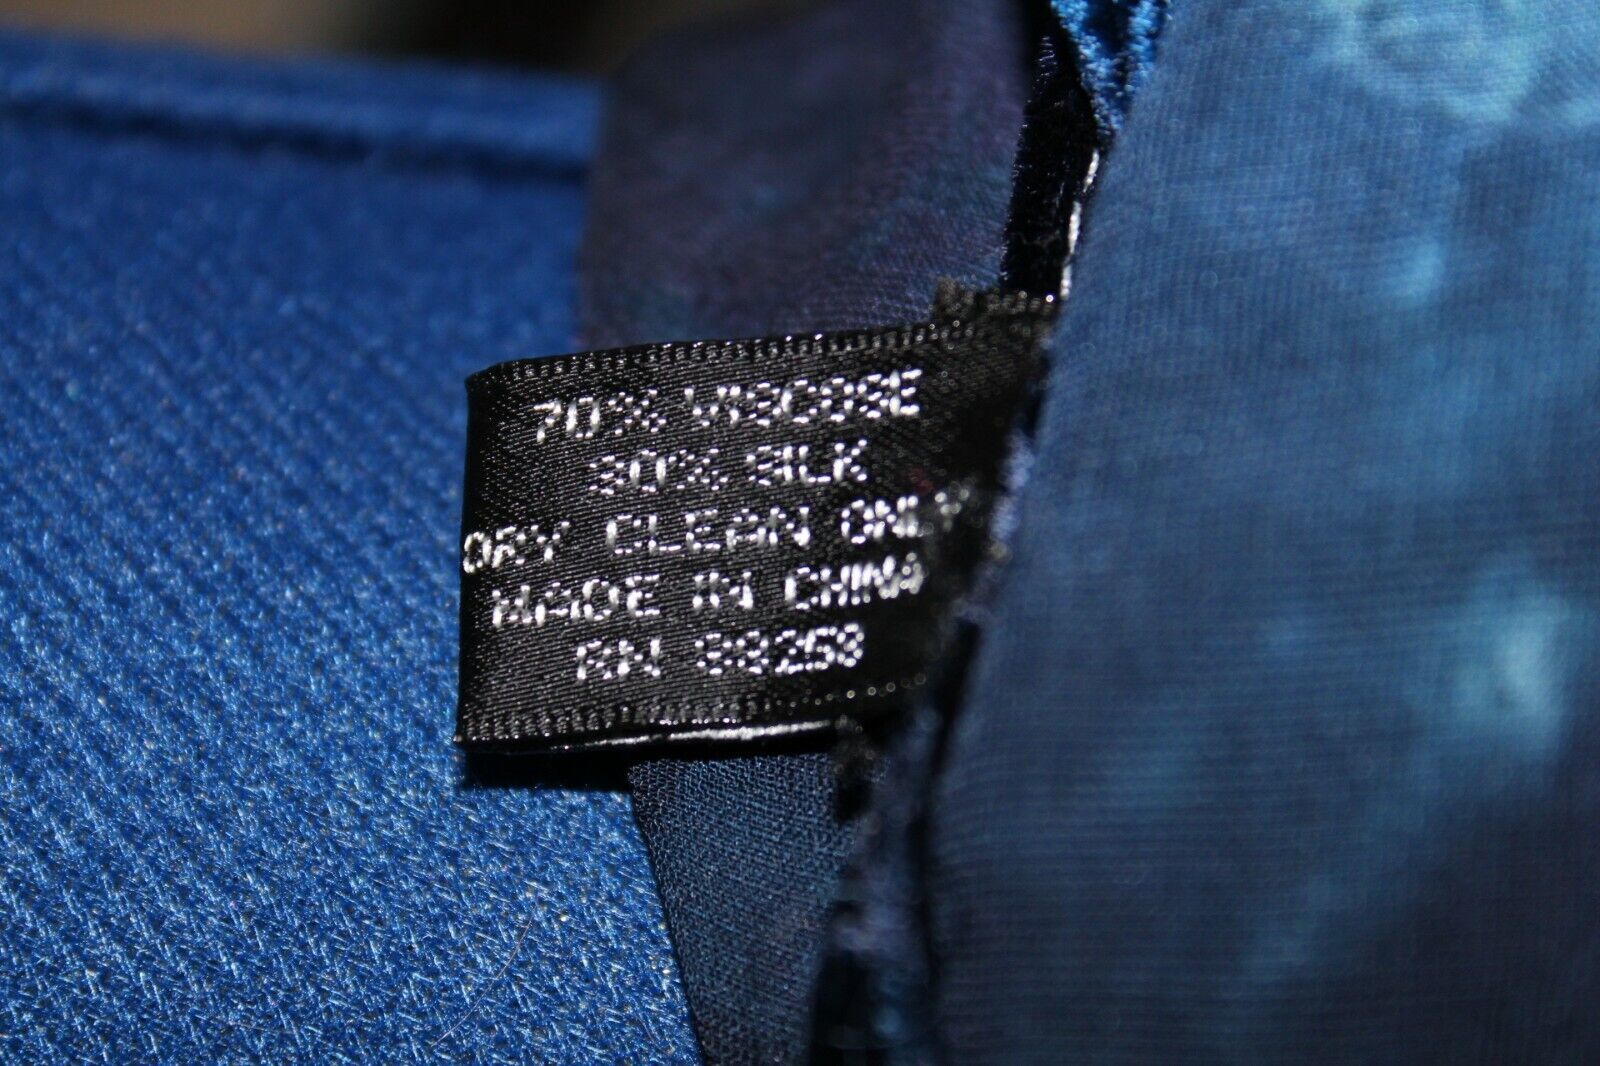 70% VISCOSE
30% SILK
DRY CLEAN ONLY
MADE IN CHINA
RN